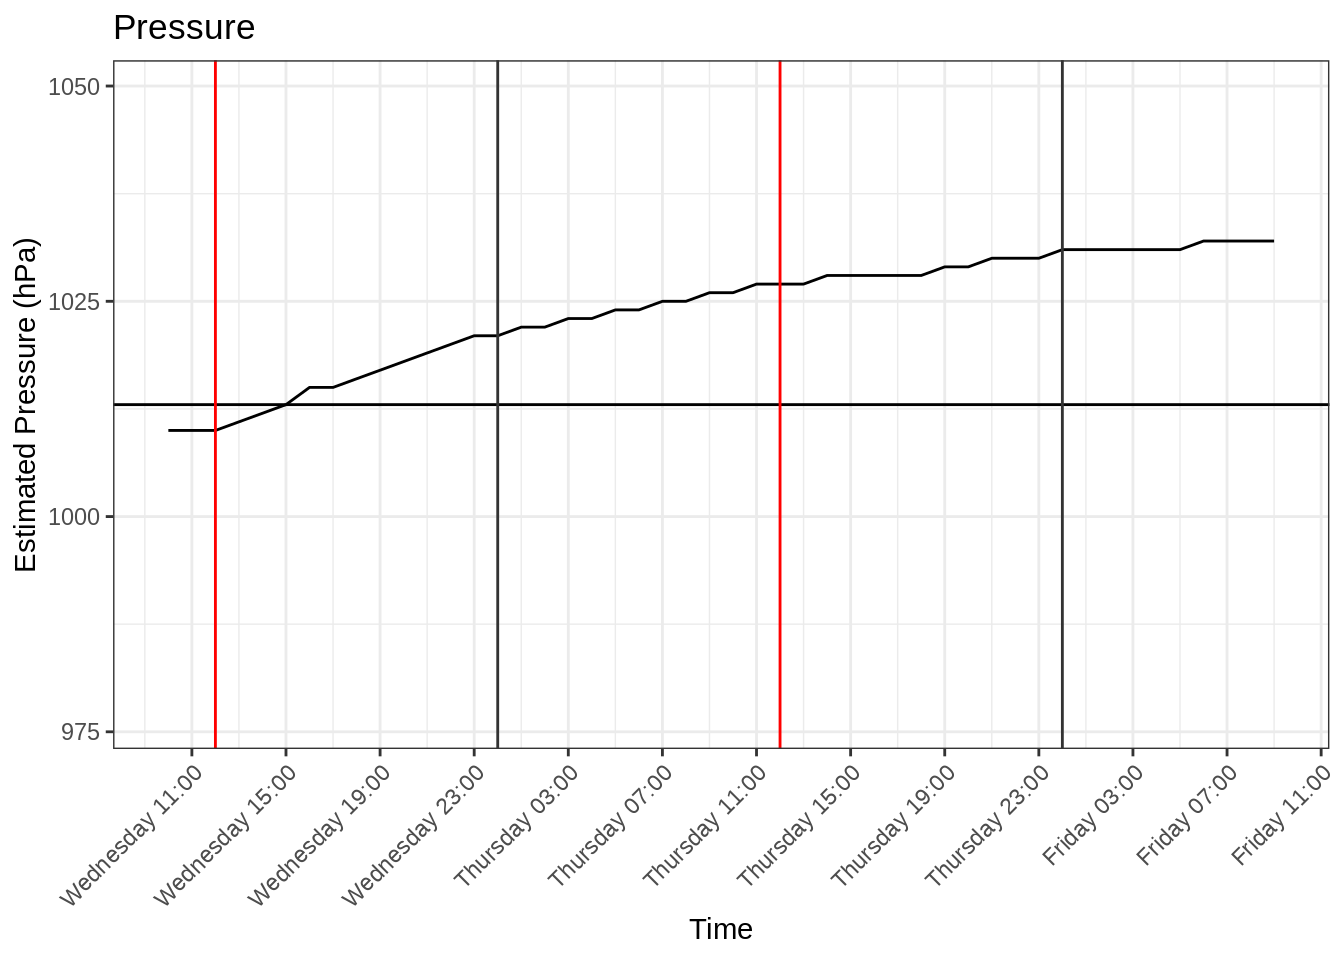 Pressure
Estimated Pressure (hPa)
1050
1025
1000
975
Wednesday 11:00
Wednesday 15:00
Wednesday 19:00
Wednesday 23:00
Thursday 03:00
Thursday 07:00
Thursday 11:00
Thursday 15:00
Thursday 19:00
Thursday 23:00
Friday 03:00
Friday 07:00
Friday 11:00
Time